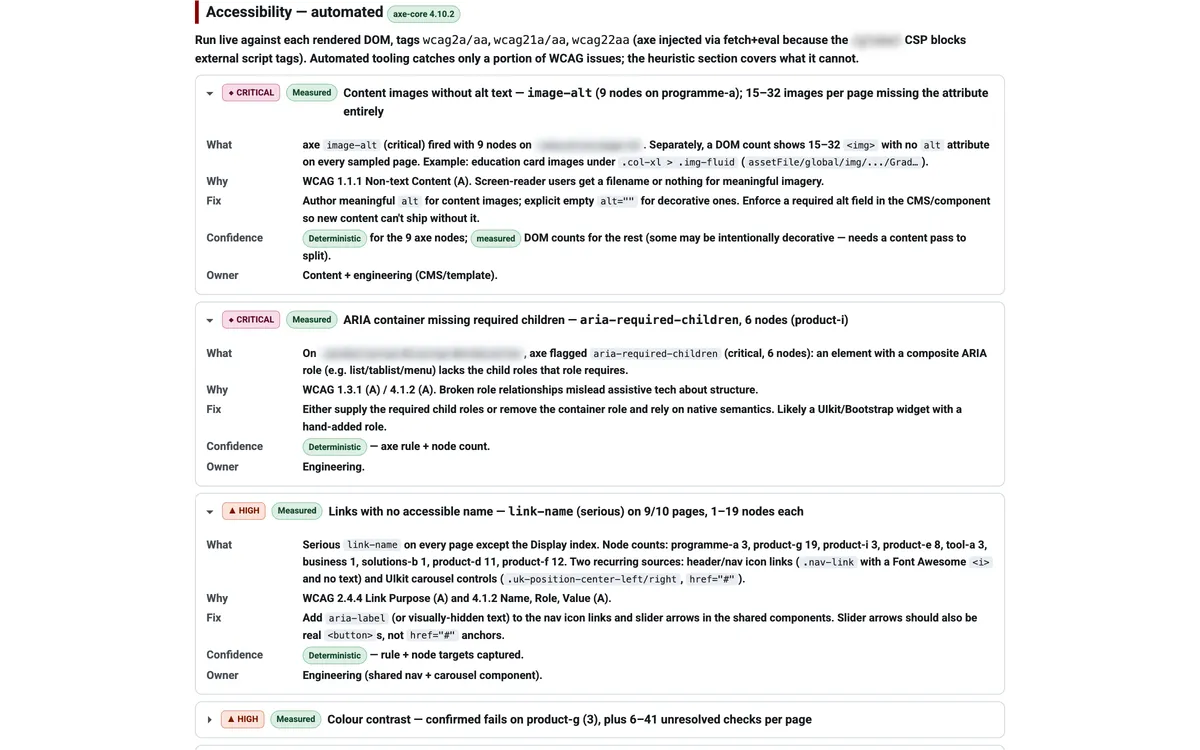 Accessibility — automated axe-core 4.10.2
Run live against each rendered DOM, tags wcag2a/aa, wcag21a/aa, wcag22aa (axe injected via fetch+eval because the CSP blocks
external script tags). Automated tooling catches only a portion of WCAG issues; the heuristic section covers what it cannot.
CRITICAL Measured Content images without alt text — image-alt (9 nodes on programme-a); 15–32 images per page missing the attribute
entirely
What axe image-alt (critical) fired with 9 nodes on . Separately, a DOM count shows 15–32 <img> with no alt attribute
on every sampled page. Example: education card images under .col-xl > .img-fluid ( assetFile/global/img/.../Grad… ).
Why WCAG 1.1.1 Non-text Content (A). Screen-reader users get a filename or nothing for meaningful imagery.
Fix Author meaningful alt for content images; explicit empty alt="" for decorative ones. Enforce a required alt field in the CMS/component
so new content can't ship without it.
Confidence Deterministic for the 9 axe nodes; measured DOM counts for the rest (some may be intentionally decorative — needs a content pass to
split).
Owner Content + engineering (CMS/template).
CRITICAL Measured ARIA container missing required children — aria-required-children, 6 nodes (product-i)
What On , axe flagged aria-required-children (critical, 6 nodes): an element with a composite ARIA
role (e.g. list/tablist/menu) lacks the child roles that role requires.
Why WCAG 1.3.1 (A) / 4.1.2 (A). Broken role relationships mislead assistive tech about structure.
Fix Either supply the required child roles or remove the container role and rely on native semantics. Likely a UIkit/Bootstrap widget with a
hand-added role.
Confidence Deterministic — axe rule + node count.
Owner Engineering.
HIGH Measured Links with no accessible name — link-name (serious) on 9/10 pages, 1–19 nodes each
What Serious link-name on every page except the Display index. Node counts: programme-a 3, product-g 19, product-i 3, product-e 8, tool-a 3,
business 1, solutions-b 1, product-d 11, product-f 12. Two recurring sources: header/nav icon links ( .nav-link with a Font Awesome <i>
and no text) and UIkit carousel controls ( .uk-position-center-left/right , href="#" ).
Why WCAG 2.4.4 Link Purpose (A) and 4.1.2 Name, Role, Value (A).
Fix Add aria-label (or visually-hidden text) to the nav icon links and slider arrows in the shared components. Slider arrows should also be
real <button> s, not href="#" anchors.
Confidence Deterministic — rule + node targets captured.
Owner Engineering (shared nav + carousel component).
HIGH Measured Colour contrast — confirmed fails on product-g (3), plus 6–41 unresolved checks per page